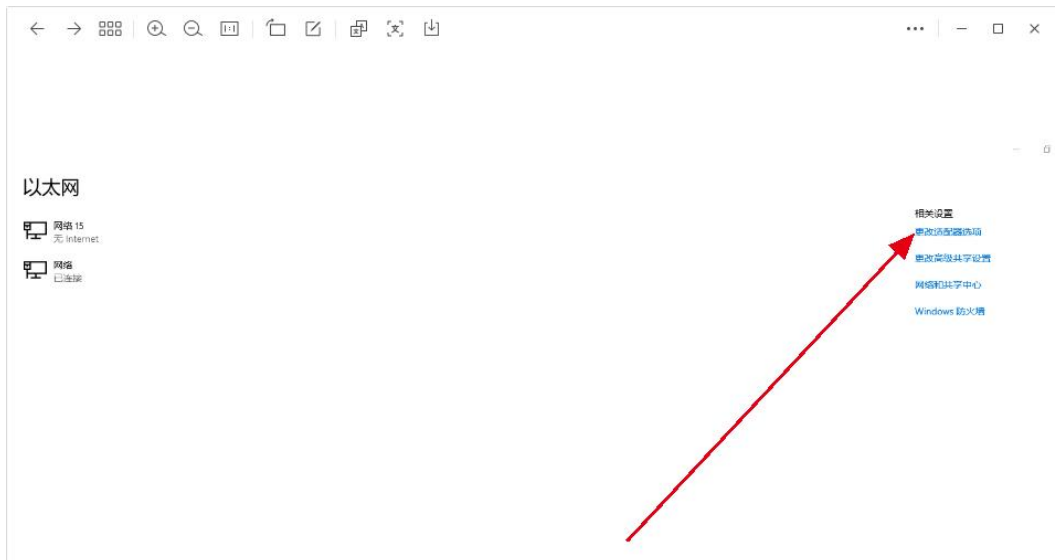 以太网
网络 15
无 Internet
网络
已连接
相关设置
更改适配器选项
更改高级共享设置
网络和共享中心
Windows 防火墙